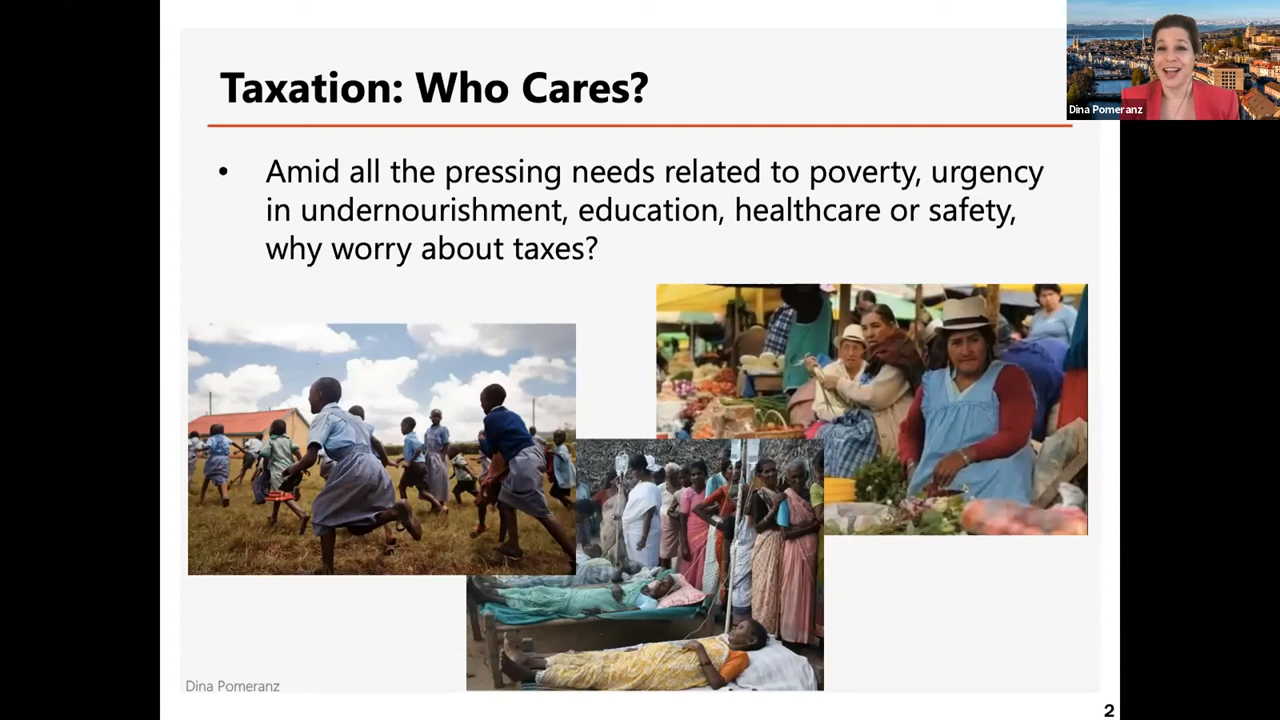 Taxation: Who Cares?
Dina Pomeranz
• Amid all the pressing needs related to poverty, urgency
in undernourishment, education, healthcare or safety,
why worry about taxes?
Dina Pomeranz
2